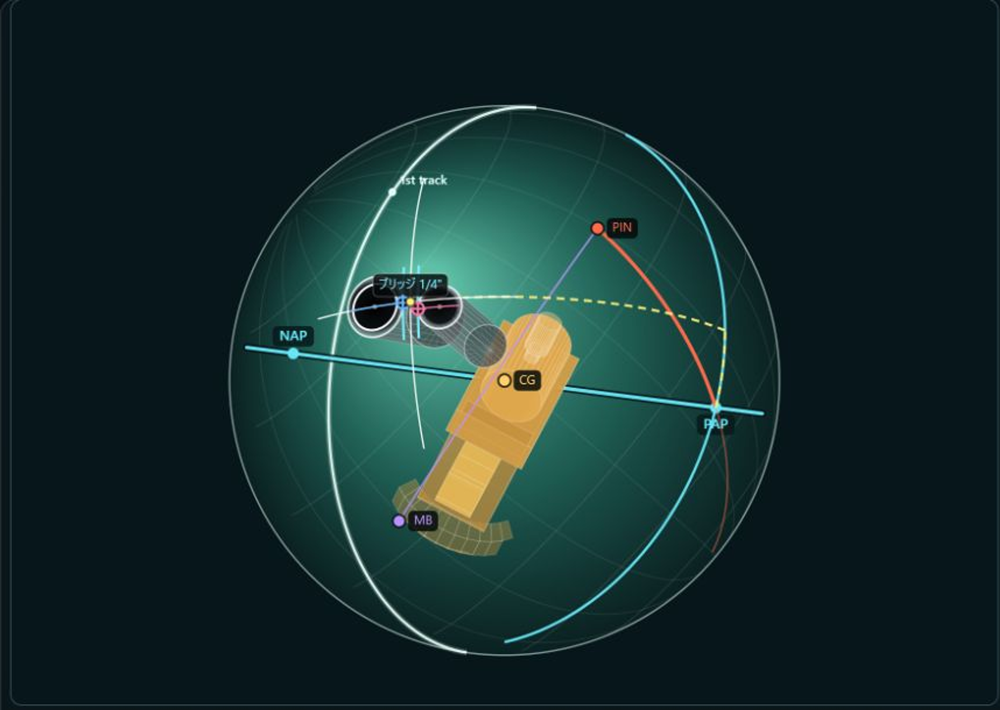 1st track
PIN
ブリッジ 1/4"
NAP
CG
PAP
MB